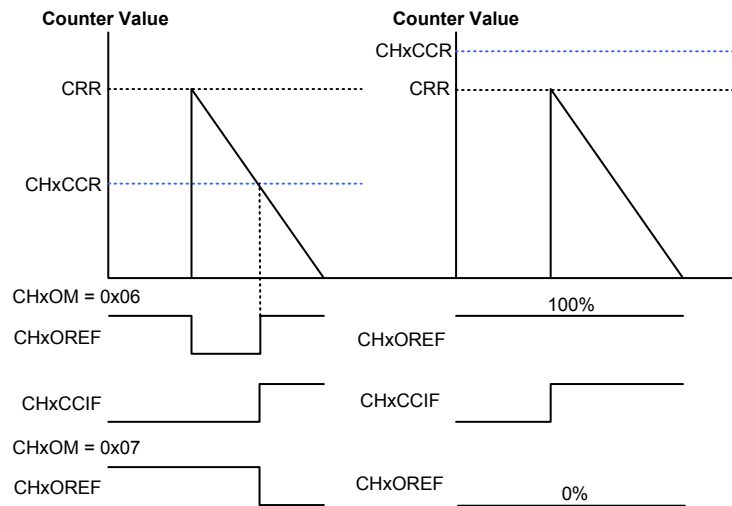 Counter Value
CRR
CHxCCR
CHxOM = 0x06
CHxOREF
CHxCCIF
CHxOM = 0x07
CHxOREF
Counter Value
CHxCCR
CRR
100%
CHxOREF
CHxCCIF
CHxOREF
0%